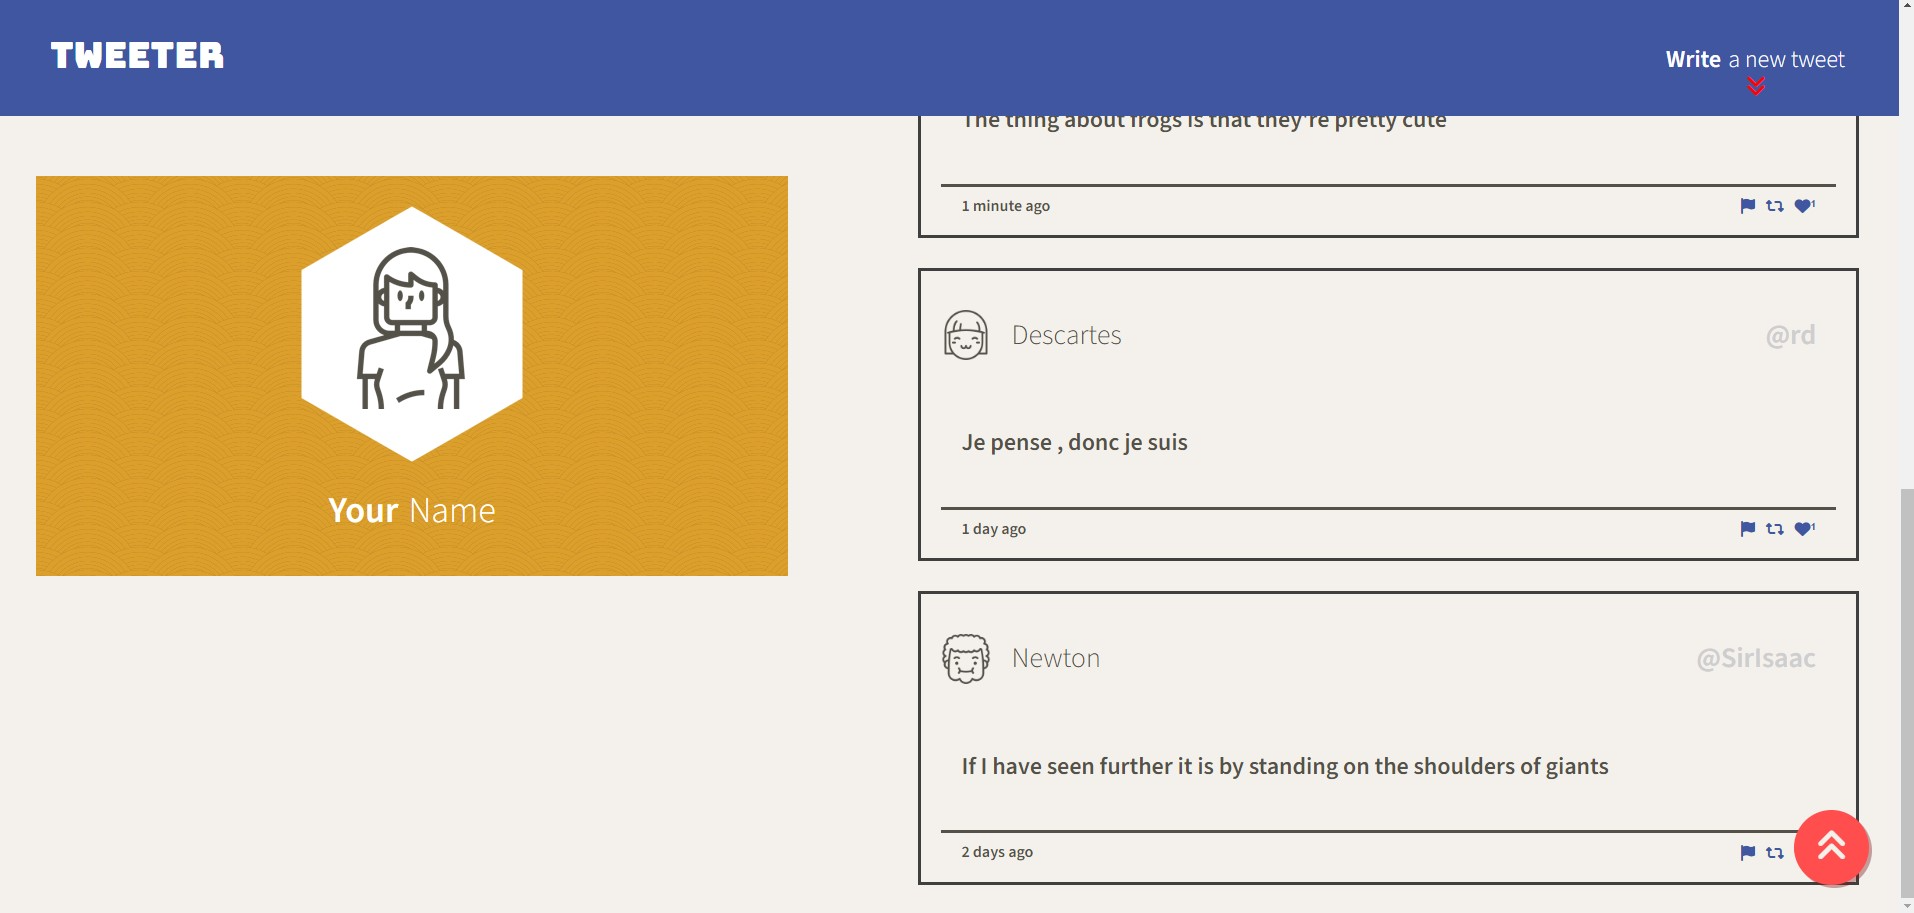 TWEETER
Write a new tweet
The thing about frogs is that they're pretty cute
1 minute ago
1
Your Name
Descartes
@rd
Je pense , donc je suis
1 day ago
1
Newton
@SirIsaac
If I have seen further it is by standing on the shoulders of giants
2 days ago